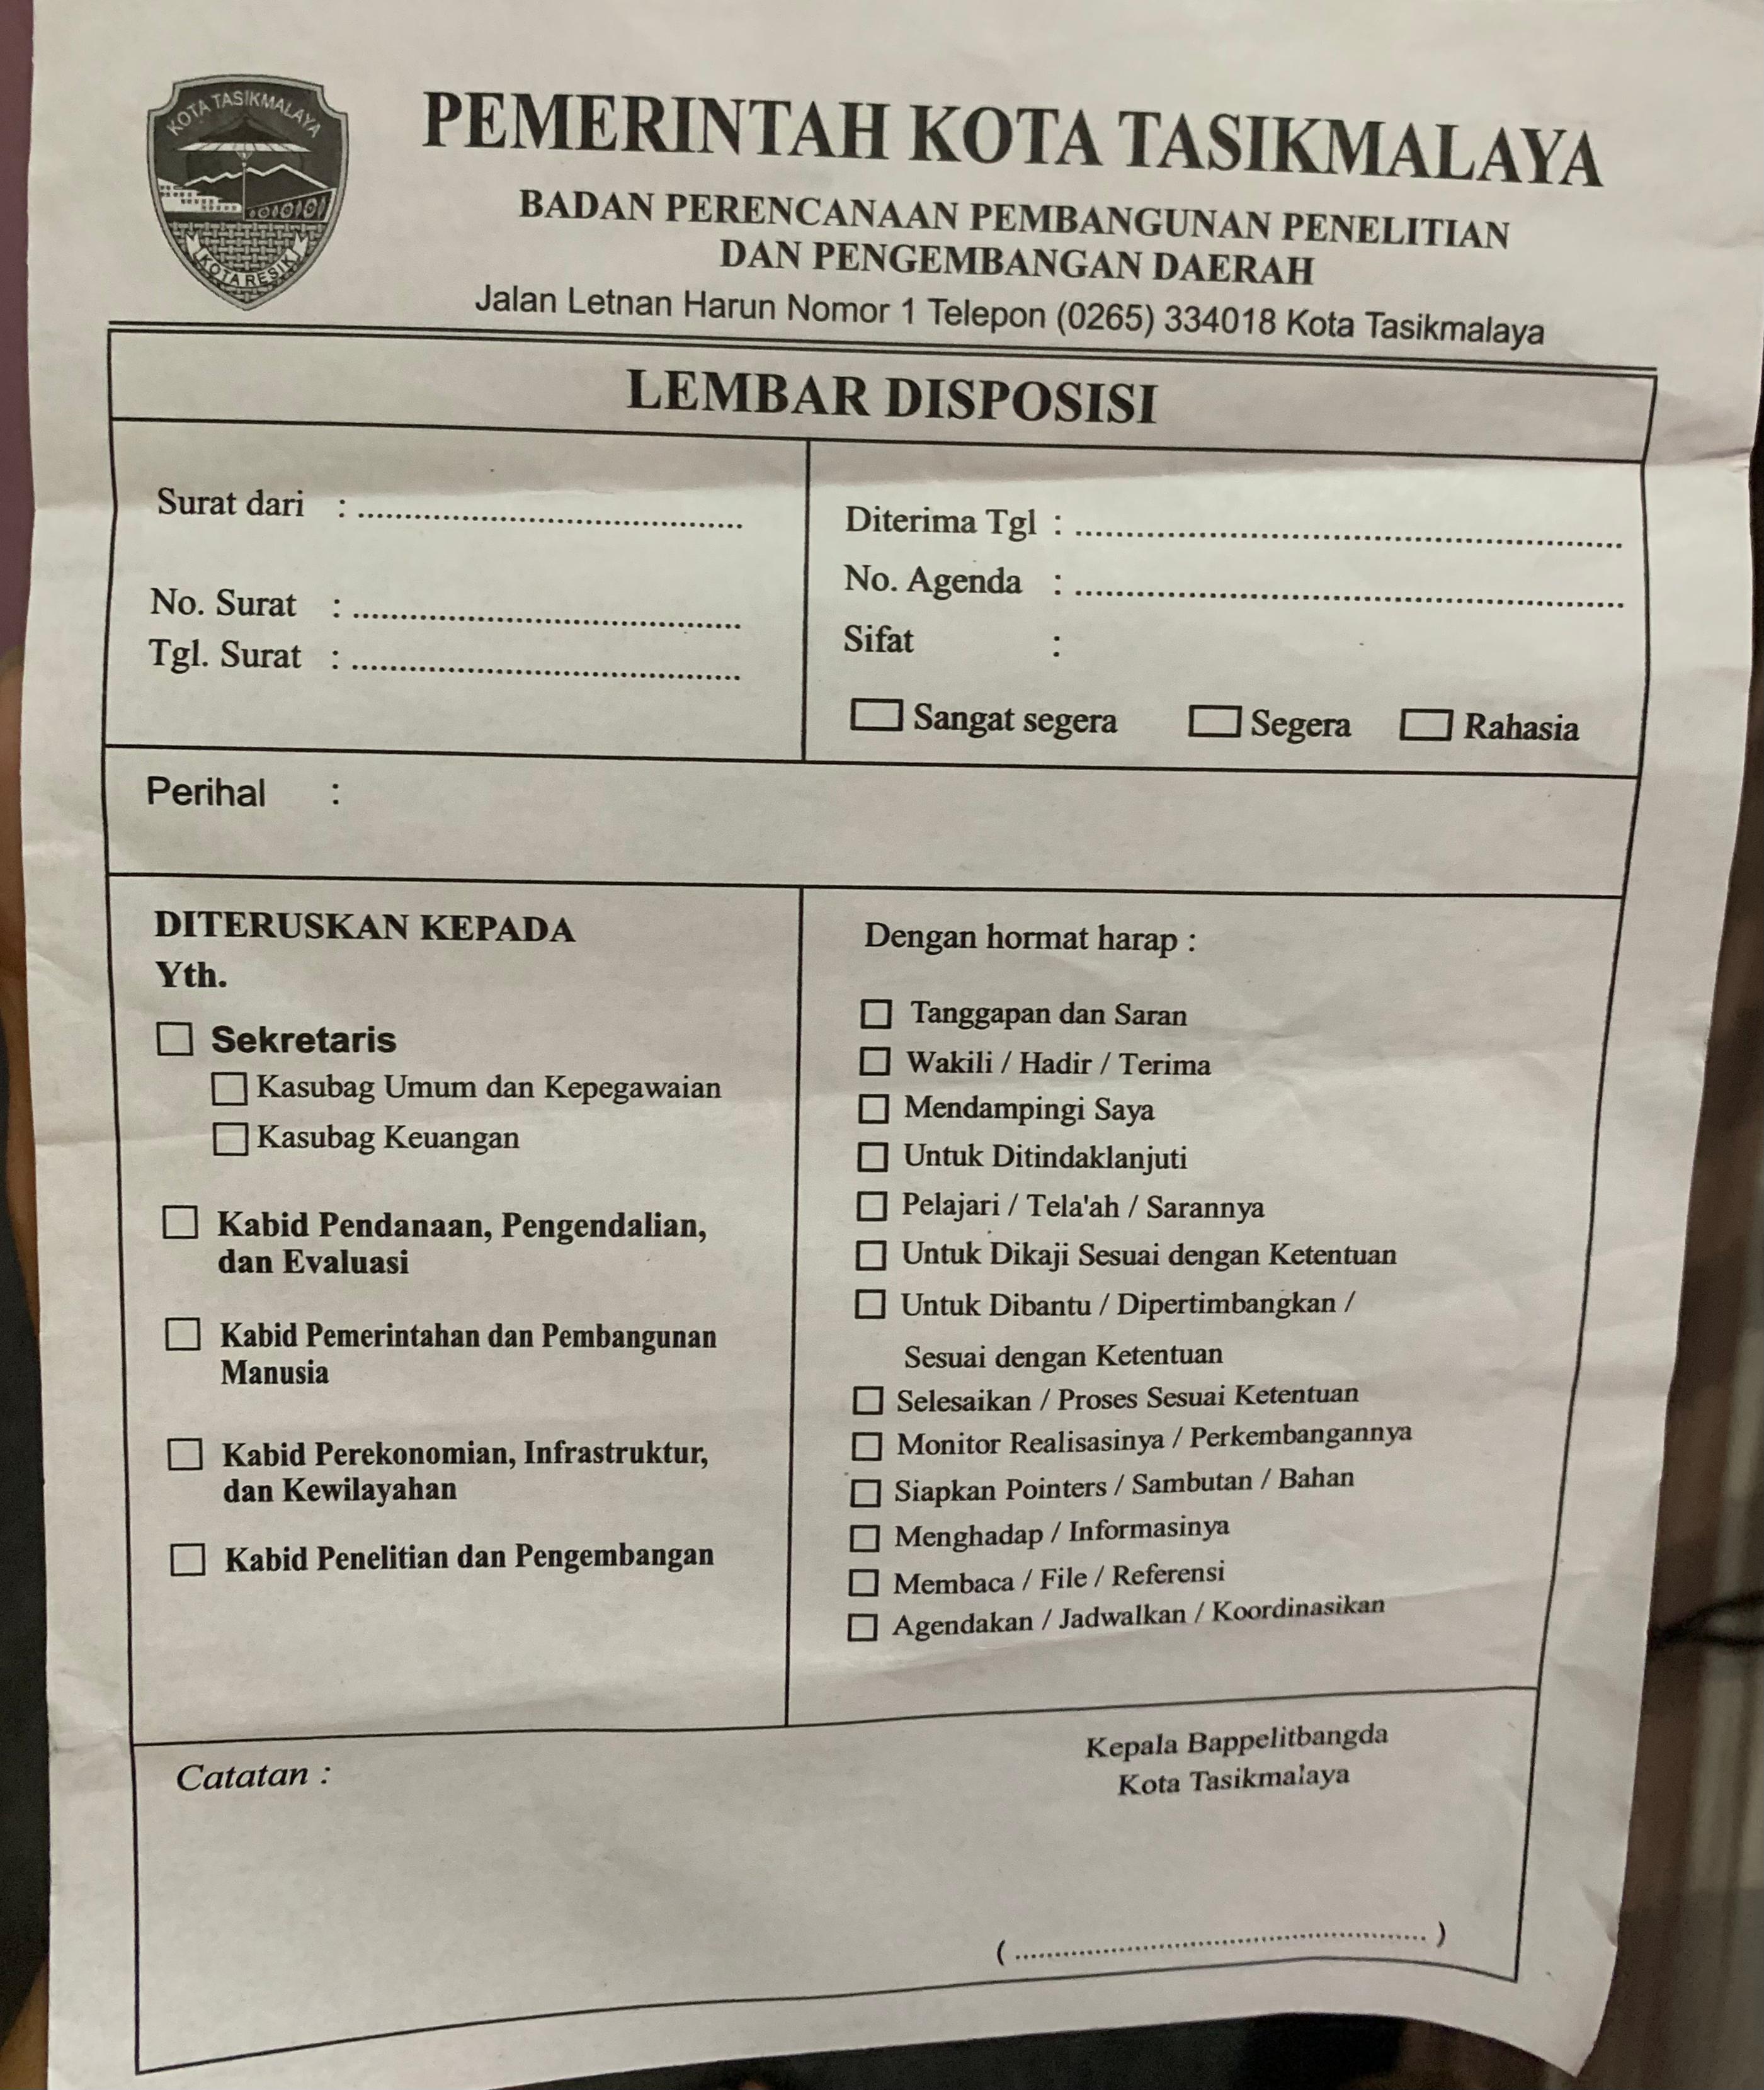 KOTA TASIKMALAYA
KOTA RESIK
PEMERINTAH KOTA TASIKMALAYA
BADAN PERENCANAAN PEMBANGUNAN PENELITIAN
DAN PENGEMBANGAN DAERAH
Jalan Letnan Harun Nomor 1 Telepon (0265) 334018 Kota Tasikmalaya
LEMBAR DISPOSISI
Surat dari : ..........................................
No. Surat : ..........................................
Tgl. Surat : ..........................................
Diterima Tgl : ..........................................................
No. Agenda : ..........................................................
Sifat :
Sangat segera Segera Rahasia
Perihal :
DITERUSKAN KEPADA
Yth.
Sekretaris
Kasubag Umum dan Kepegawaian
Kasubag Keuangan
Kabid Pendanaan, Pengendalian,
dan Evaluasi
Kabid Pemerintahan dan Pembangunan
Manusia
Kabid Perekonomian, Infrastruktur,
dan Kewilayahan
Kabid Penelitian dan Pengembangan
Dengan hormat harap :
Tanggapan dan Saran
Wakili / Hadir / Terima
Mendampingi Saya
Untuk Ditindaklanjuti
Pelajari / Tela'ah / Sarannya
Untuk Dikaji Sesuai dengan Ketentuan
Untuk Dibantu / Dipertimbangkan /
Sesuai dengan Ketentuan
Selesaikan / Proses Sesuai Ketentuan
Monitor Realisasinya / Perkembangannya
Siapkan Pointers / Sambutan / Bahan
Menghadap / Informasinya
Membaca / File / Referensi
Agendakan / Jadwalkan / Koordinasikan
Catatan :
Kepala Bappelitbangda
Kota Tasikmalaya
( .................................................. )